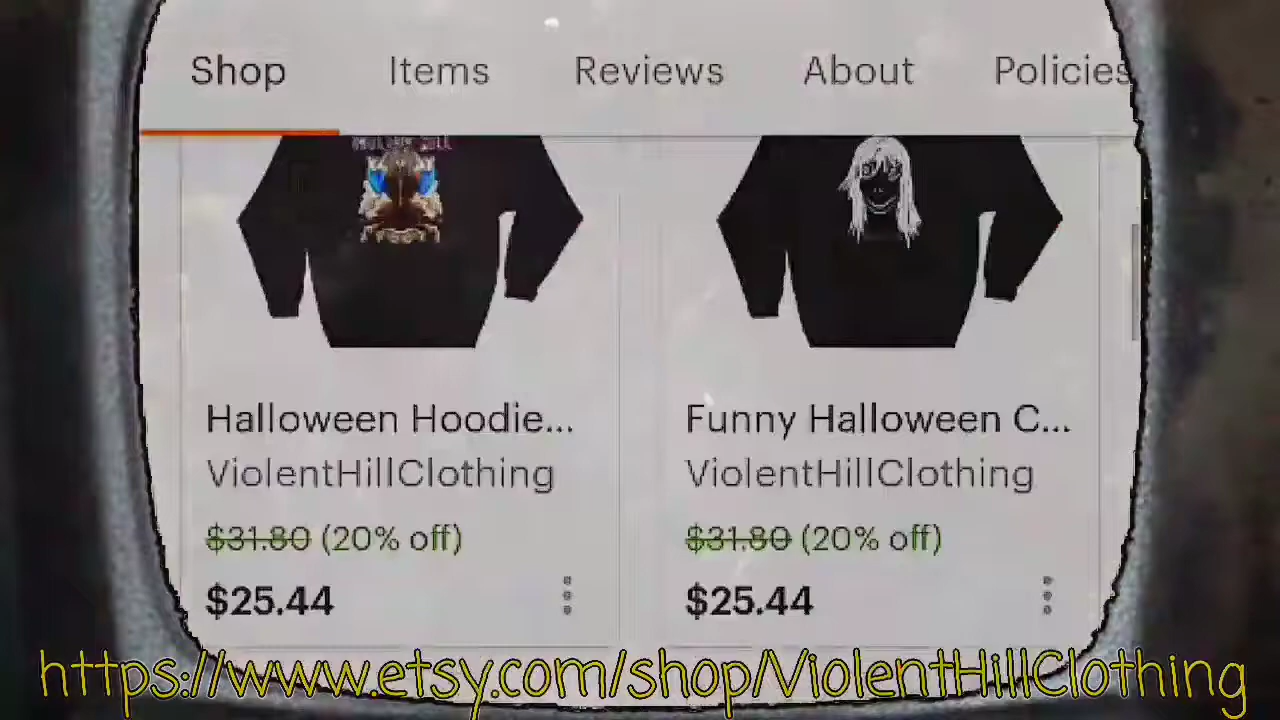 Shop Items Reviews About Policies
Halloween Hoodie... Funny Halloween C...
ViolentHillClothing ViolentHillClothing
$31.80 (20% off) $31.80 (20% off)
$25.44 $25.44
https://www.etsy.com/shop/ViolentHillClothing